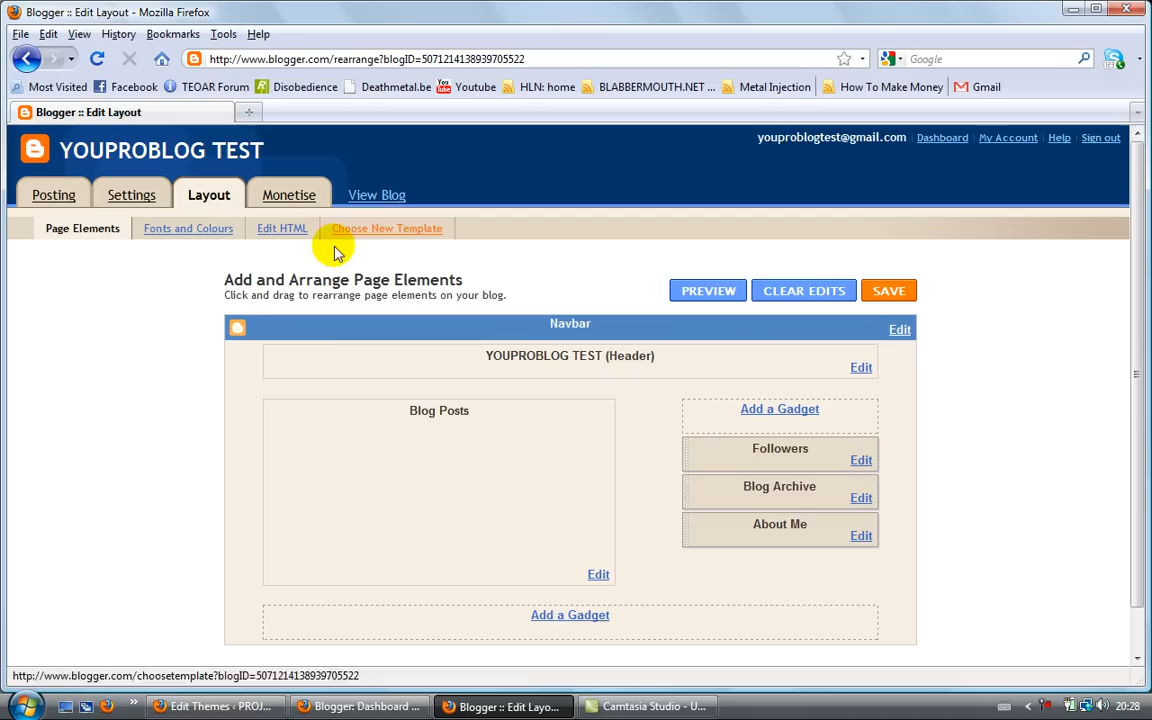 Blogger :: Edit Layout - Mozilla Firefox
File Edit View History Bookmarks Tools Help
http://www.blogger.com/rearrange?blogID=5071214138939705522 Google
Most Visited Facebook TEOAR Forum Disobedience Deathmetal.be Youtube HLN: home BLABBERMOUTH.NET ... Metal Injection How To Make Money Gmail
Blogger :: Edit Layout
YOUPROBLOG TEST youproblogtest@gmail.com Dashboard My Account Help Sign out
Posting Settings Layout Monetise View Blog
Page Elements Fonts and Colours Edit HTML Choose New Template
Add and Arrange Page Elements
Click and drag to rearrange page elements on your blog.
PREVIEW CLEAR EDITS SAVE
Navbar
Edit
YOUPROBLOG TEST (Header)
Edit
Blog Posts
Edit
Add a Gadget
Followers
Edit
Blog Archive
Edit
About Me
Edit
Add a Gadget
http://www.blogger.com/choosetemplate?blogID=5071214138939705522
Edit Themes ‹ PROJ... Blogger: Dashboard ... Blogger :: Edit Layo... Camtasia Studio - U... 20:28